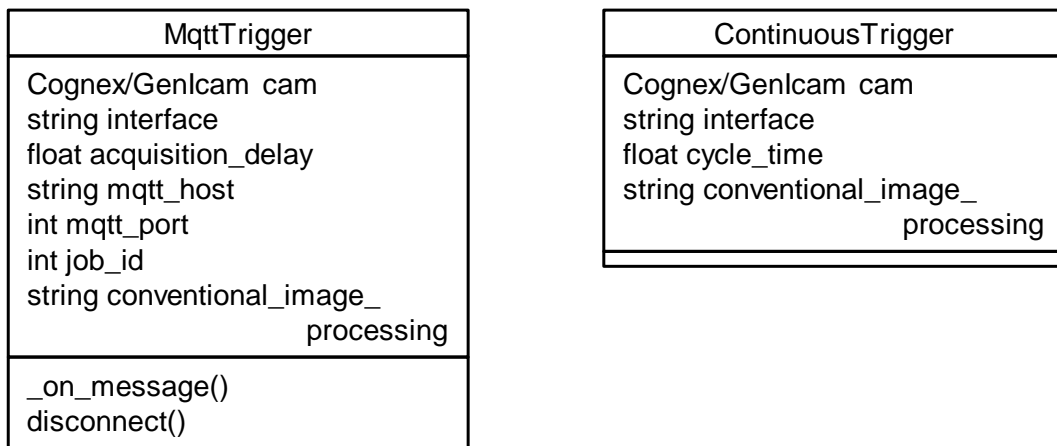 MqttTrigger
Cognex/GenIcam cam
string interface
float acquisition_delay
string mqtt_host
int mqtt_port
int job_id
string conventional_image_
processing
_on_message()
disconnect()
ContinuousTrigger
Cognex/GenIcam cam
string interface
float cycle_time
string conventional_image_
processing